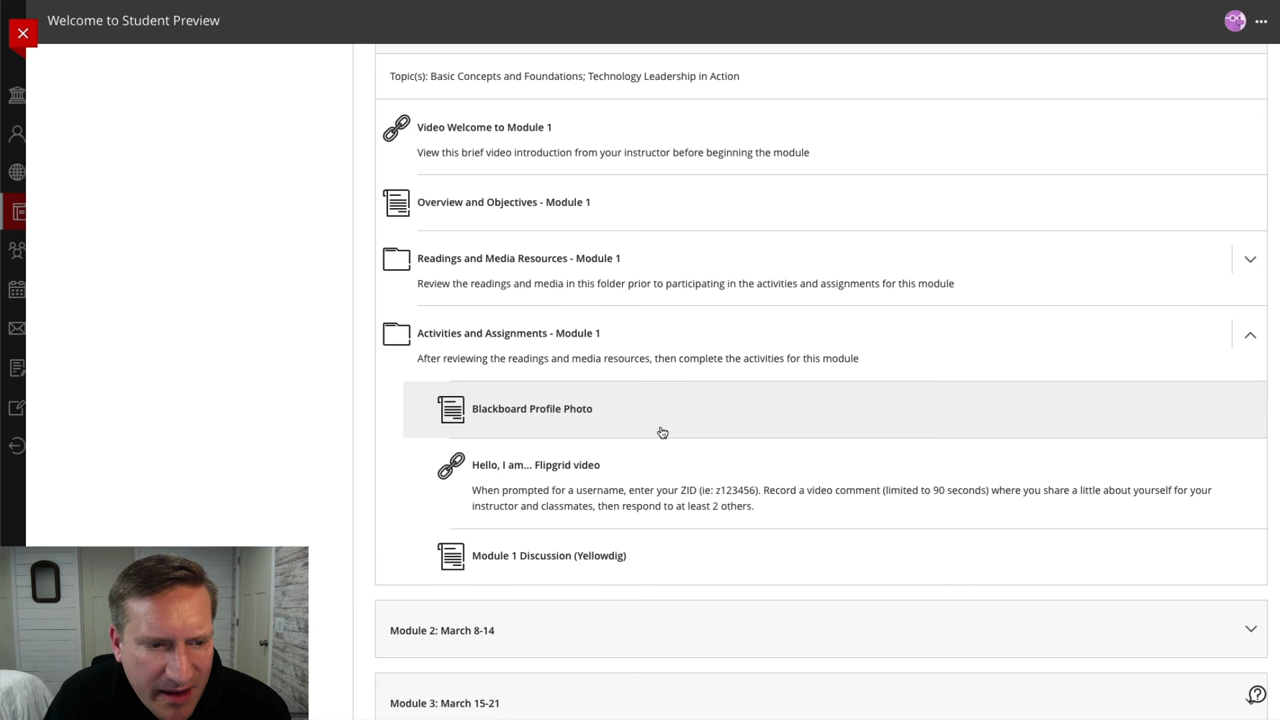 Welcome to Student Preview
Topic(s): Basic Concepts and Foundations; Technology Leadership in Action
Video Welcome to Module 1
View this brief video introduction from your instructor before beginning the module
Overview and Objectives - Module 1
Readings and Media Resources - Module 1
Review the readings and media in this folder prior to participating in the activities and assignments for this module
Activities and Assignments - Module 1
After reviewing the readings and media resources, then complete the activities for this module
Blackboard Profile Photo
Hello, I am... Flipgrid video
When prompted for a username, enter your ZID (ie: z123456). Record a video comment (limited to 90 seconds) where you share a little about yourself for your
instructor and classmates, then respond to at least 2 others.
Module 1 Discussion (Yellowdig)
Module 2: March 8-14
Module 3: March 15-21